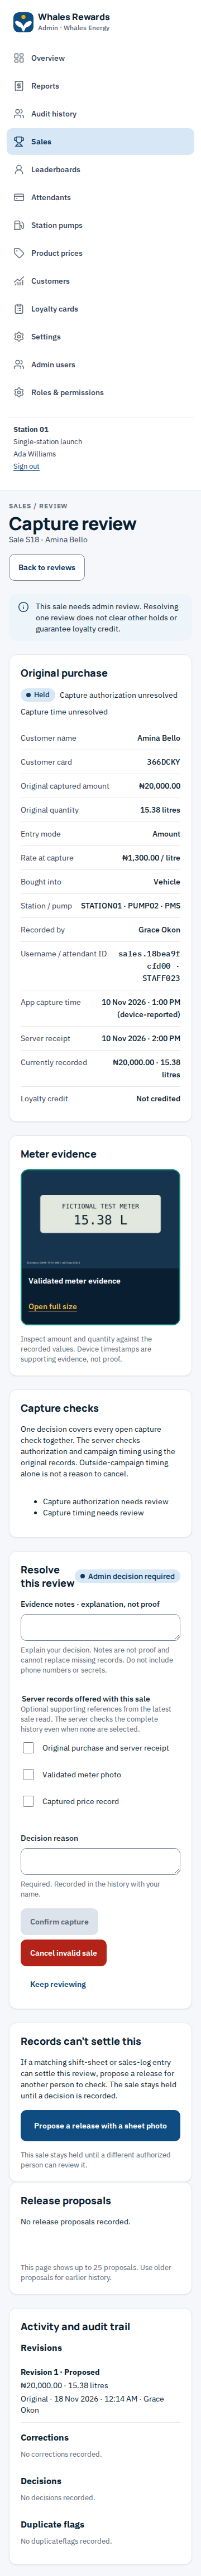 Whales Rewards
Admin · Whales Energy
Overview
Reports
Audit history
Sales
Leaderboards
Attendants
Station pumps
Product prices
Customers
Loyalty cards
Settings
Admin users
Roles & permissions
Station 01
Single-station launch
Ada Williams
Sign out
SALES / REVIEW
Capture review
Sale S18 · Amina Bello
Back to reviews
This sale needs admin review. Resolving
one review does not clear other holds or
guarantee loyalty credit.
Original purchase
Held Capture authorization unresolved
Capture time unresolved
Customer name Amina Bello
Customer card 366DCKY
Original captured amount ₦20,000.00
Original quantity 15.38 litres
Entry mode Amount
Rate at capture ₦1,300.00 / litre
Bought into Vehicle
Station / pump STATION01 · PUMP02 · PMS
Recorded by Grace Okon
Username / attendant ID sales.18bea9f
cfd00 ·
STAFF023
App capture time 10 Nov 2026 · 1:00 PM
(device-reported)
Server receipt 10 Nov 2026 · 2:00 PM
Currently recorded ₦20,000.00 · 15.38
litres
Loyalty credit Not credited
Meter evidence
FICTIONAL TEST METER
15.38 L
Validated meter evidence
Open full size
Inspect amount and quantity against the
recorded values. Device timestamps are
supporting evidence, not proof.
Capture checks
One decision covers every open capture
check together. The server checks
authorization and campaign timing using the
original records. Outside-campaign timing
alone is not a reason to cancel.
• Capture authorization needs review
• Capture timing needs review
Resolve
this review
Admin decision required
Evidence notes · explanation, not proof
Explain your decision. Notes are not proof and
cannot replace missing records. Do not include
phone numbers or secrets.
Server records offered with this sale
Optional supporting references from the latest
sale read. The server checks the complete
history even when none are selected.
Original purchase and server receipt
Validated meter photo
Captured price record
Decision reason
Required. Recorded in the history with your
name.
Confirm capture
Cancel invalid sale
Keep reviewing
Records can't settle this
If a matching shift-sheet or sales-log entry
can settle this review, propose a release for
another person to check. The sale stays held
until a decision is recorded.
Propose a release with a sheet photo
This sale stays held until a different authorized
person can review it.
Release proposals
No release proposals recorded.
This page shows up to 25 proposals. Use older
proposals for earlier history.
Activity and audit trail
Revisions
Revision 1 · Proposed
₦20,000.00 · 15.38 litres
Original · 18 Nov 2026 · 12:14 AM · Grace
Okon
Corrections
No corrections recorded.
Decisions
No decisions recorded.
Duplicate flags
No duplicateflags recorded.